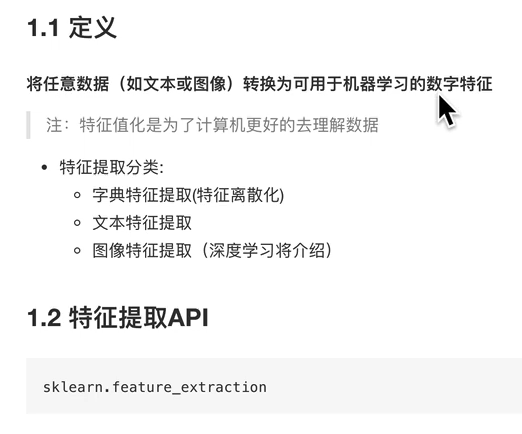 1.1 定义
将任意数据（如文本或图像）转换为可用于机器学习的数字特征
注：特征值化是为了计算机更好的去理解数据
特征提取分类:
字典特征提取(特征离散化)
文本特征提取
图像特征提取（深度学习将介绍）
1.2 特征提取API
sklearn.feature_extraction